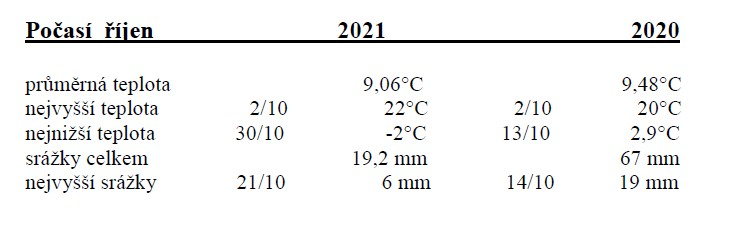 Počasí říjen 2021 2020
průměrná teplota 9,06°C 9,48°C
nejvyšší teplota 2/10 22°C 2/10 20°C
nejnižší teplota 30/10 -2°C 13/10 2,9°C
srážky celkem 19,2 mm 67 mm
nejvyšší srážky 21/10 6 mm 14/10 19 mm